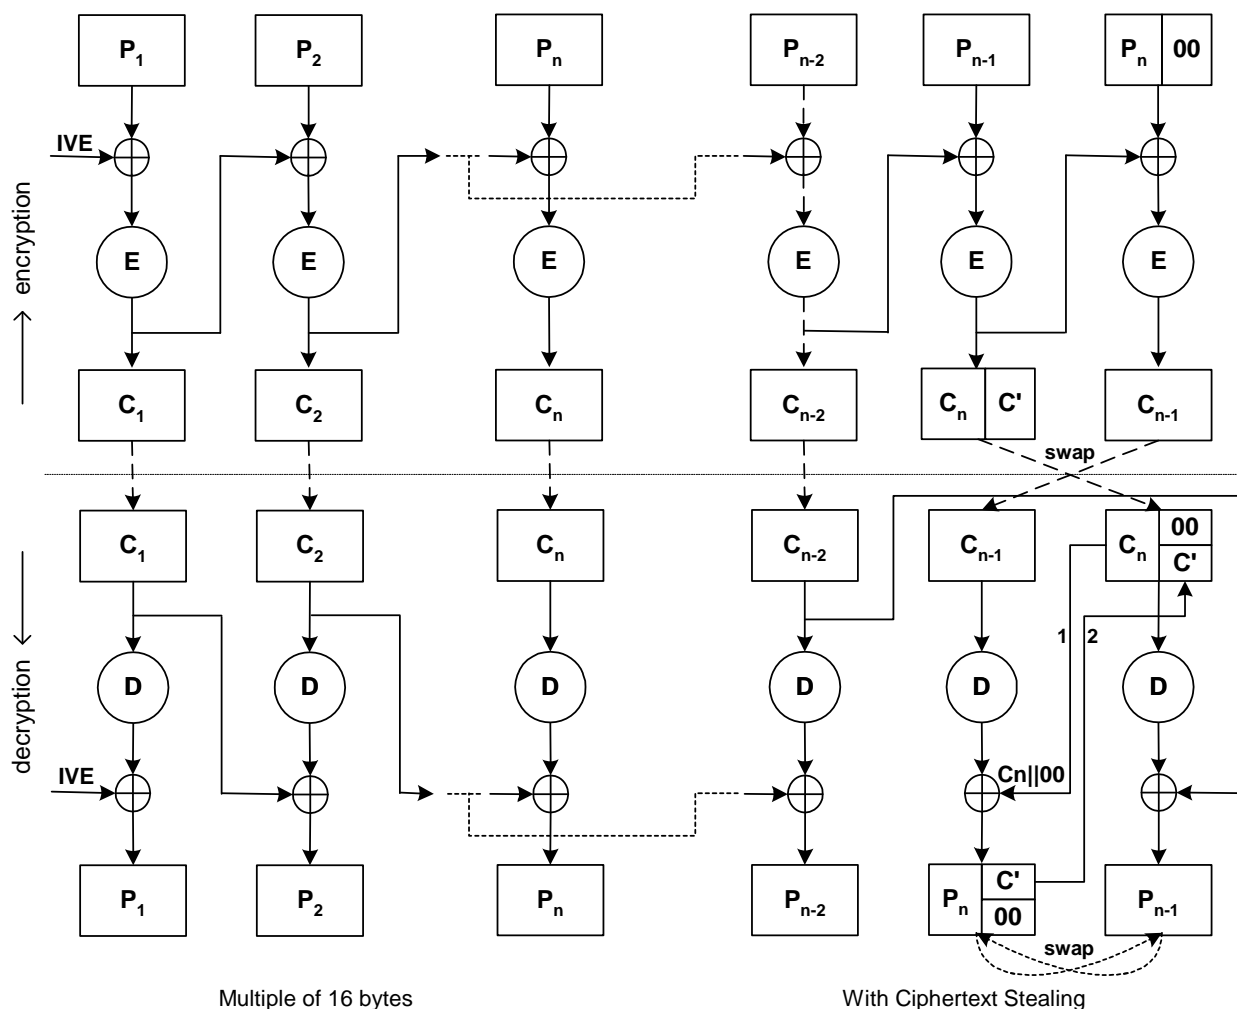 P1 P2 Pn Pn-2 Pn-1 Pn 00
IVE
encryption
E E E E E E
C1 C2 Cn Cn-2 Cn C' Cn-1
swap
C1 C2 Cn Cn-2 Cn-1 Cn 00
C'
1 2
decryption
D D D D D D
IVE Cn||00
P1 P2 Pn Pn-2 Pn C' Pn-1
00
swap
Multiple of 16 bytes With Ciphertext Stealing